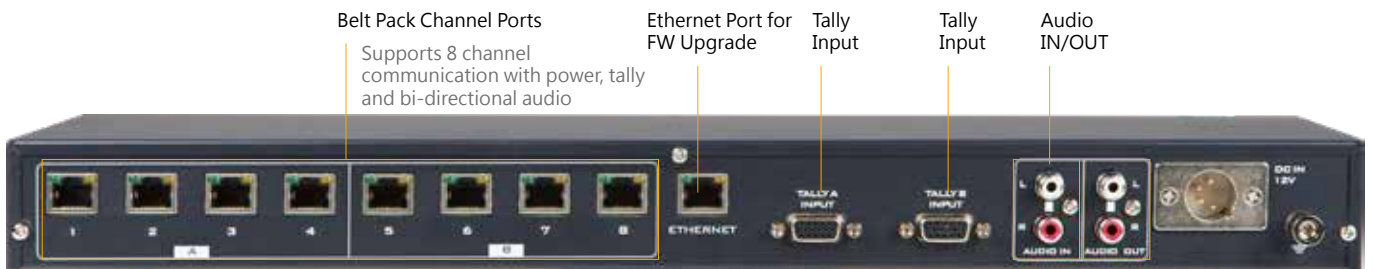 Belt Pack Channel Ports
Supports 8 channel
communication with power, tally
and bi-directional audio
Ethernet Port for
FW Upgrade
Tally
Input
Tally
Input
Audio
IN/OUT
1
2
3
4
5
6
7
8
A
B
ETHERNET
TALLY A
INPUT
TALLY B
INPUT
L
R
AUDIO IN
L
R
AUDIO OUT
DC IN
12V